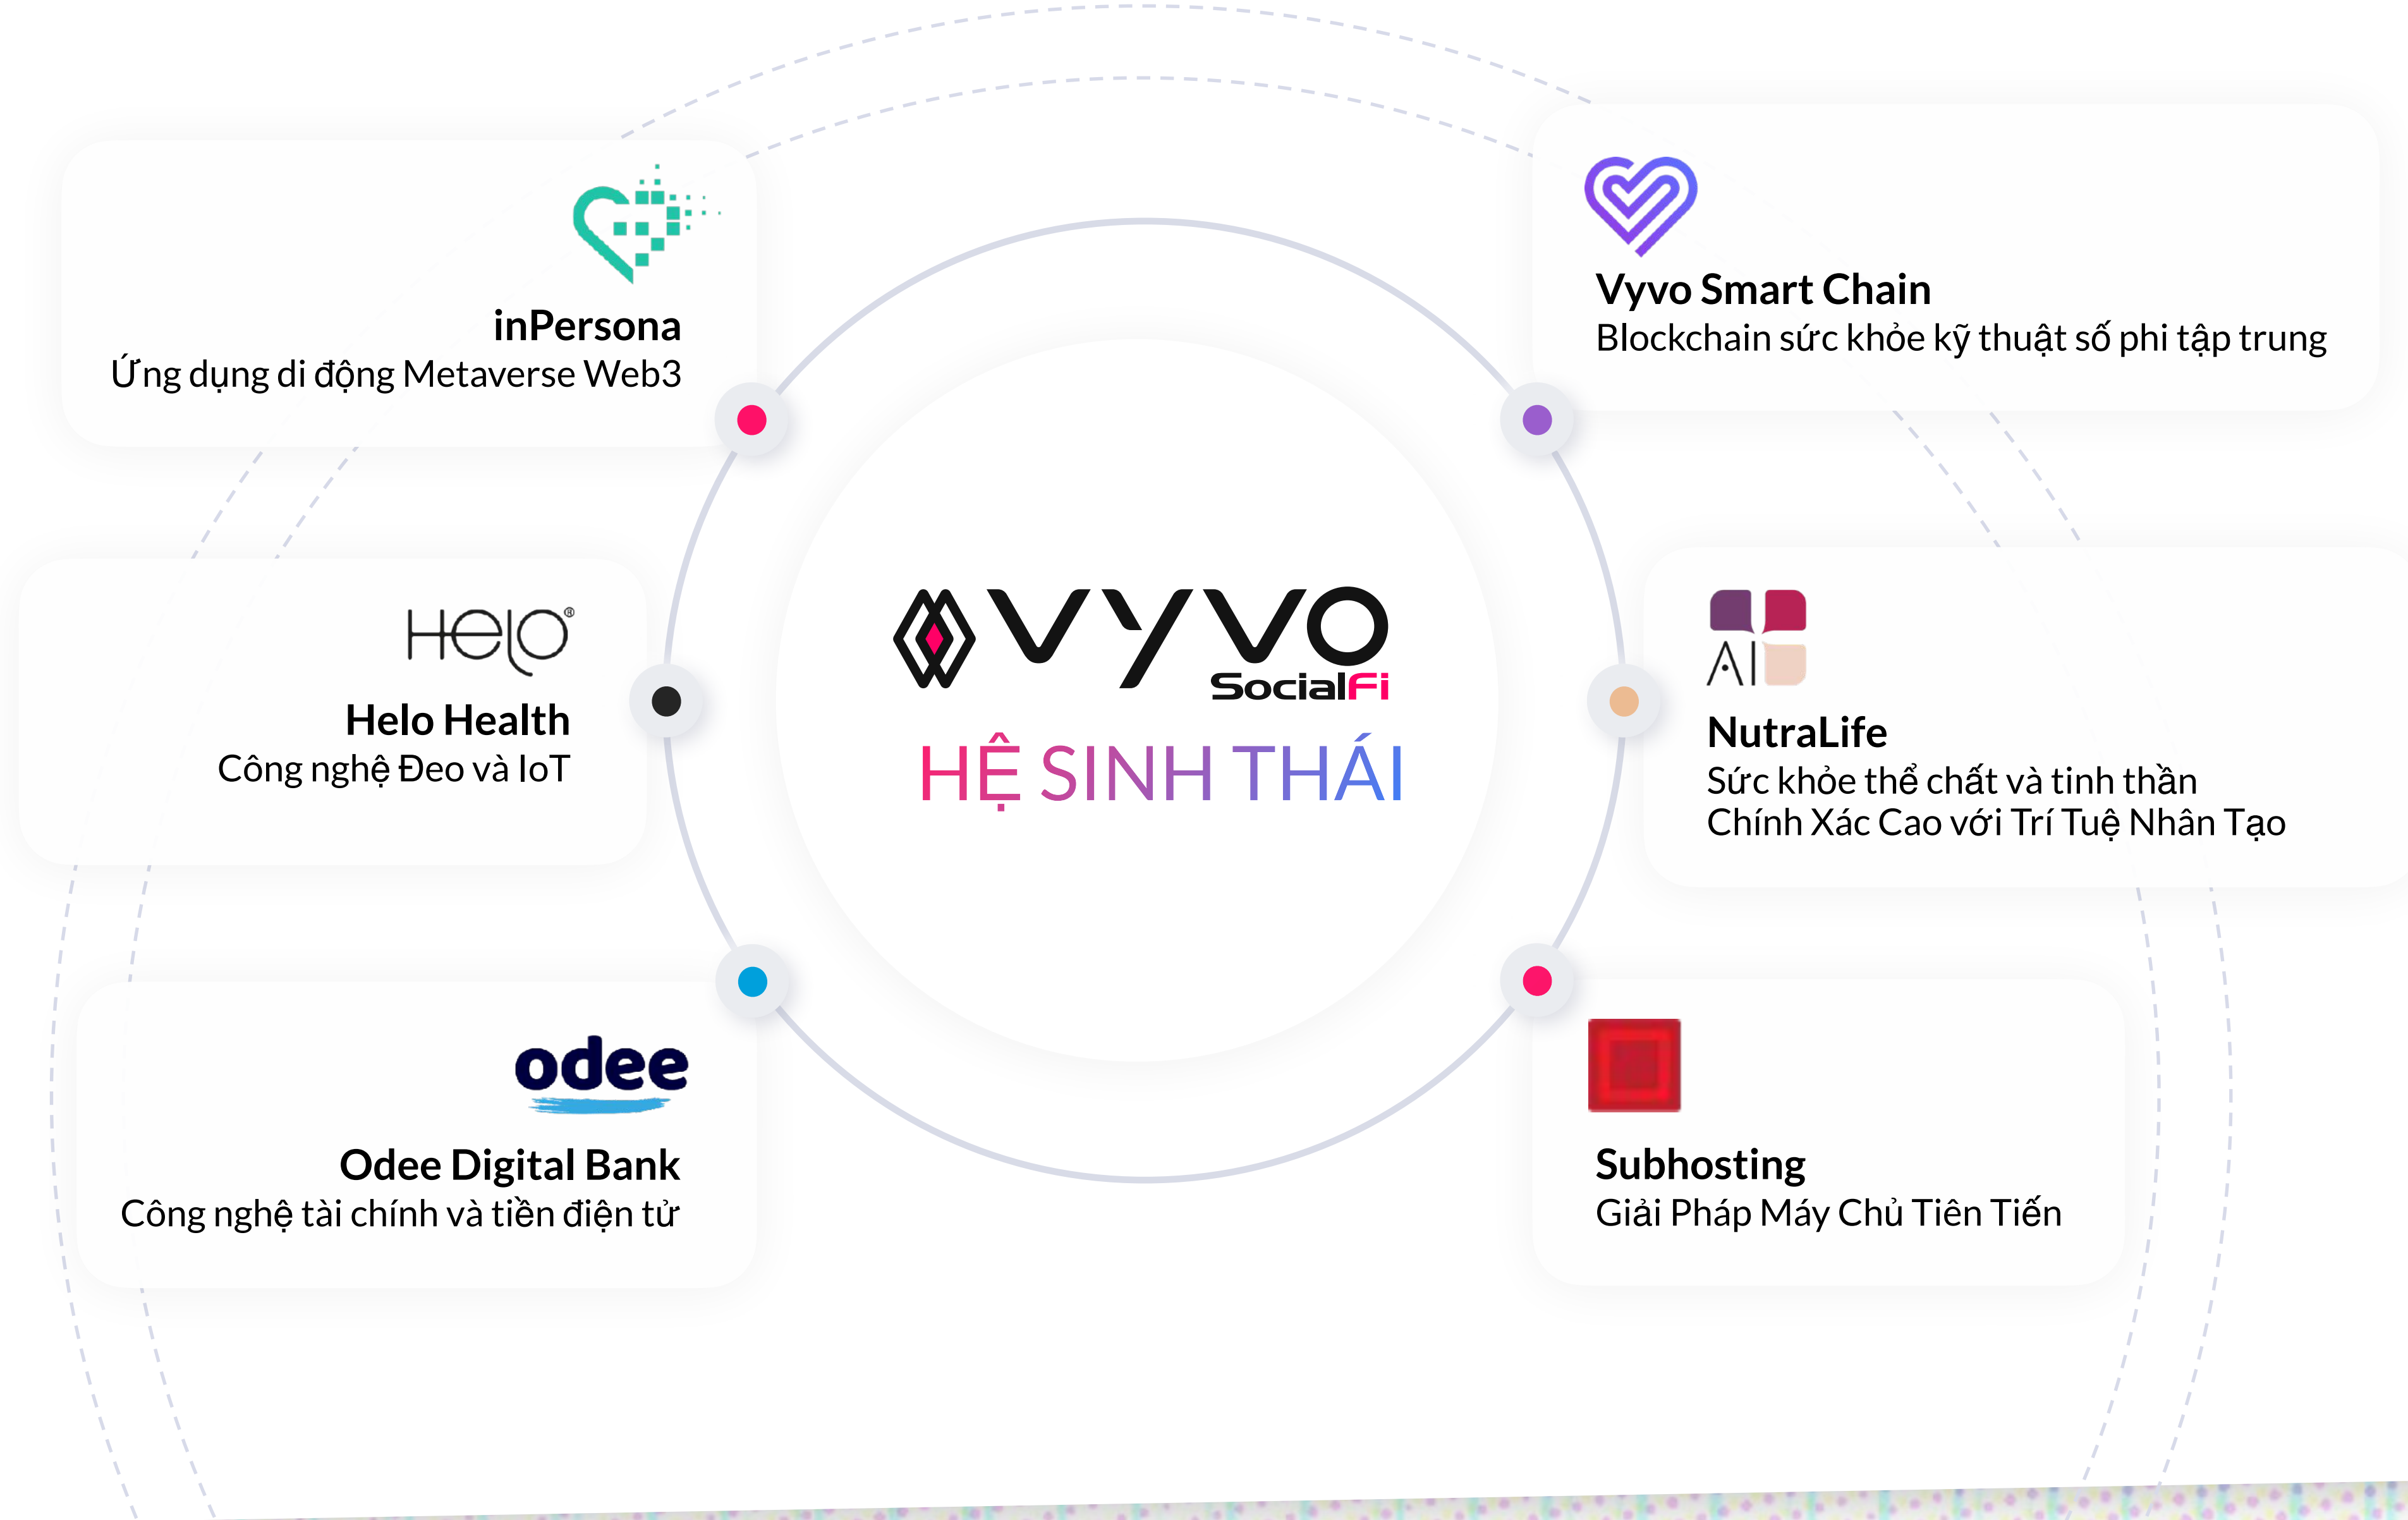 inPersona
Ứng dụng di động Metaverse Web3
Helo®
Helo Health
Công nghệ Đeo và IoT
odee
Odee Digital Bank
Công nghệ tài chính và tiền điện tử
VYVO
SocialFi
HỆ SINH THÁI
Vyvo Smart Chain
Blockchain sức khỏe kỹ thuật số phi tập trung
AI
NutraLife
Sức khỏe thể chất và tinh thần
Chính Xác Cao với Trí Tuệ Nhân Tạo
Subhosting
Giải Pháp Máy Chủ Tiên Tiến